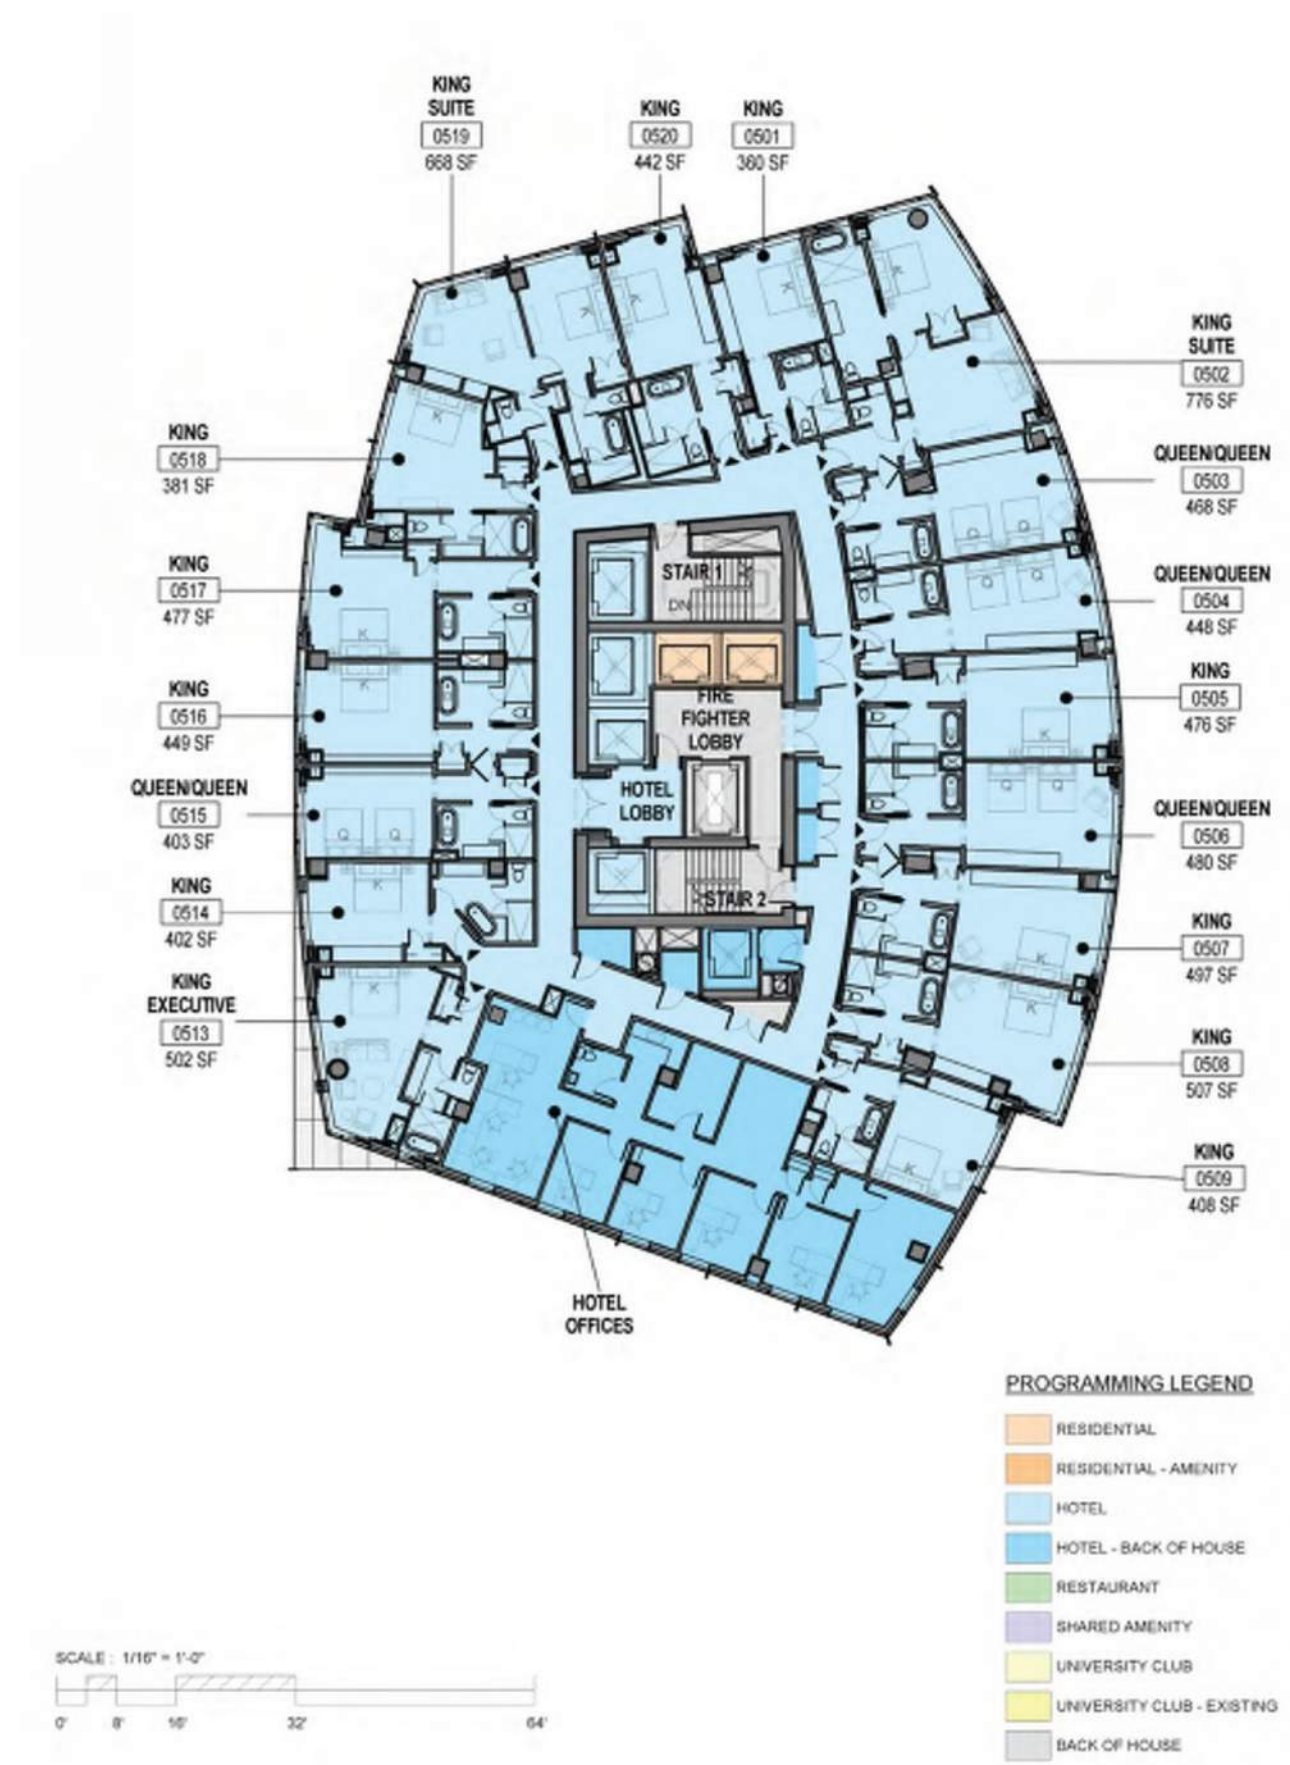 KING
SUITE
0519
668 SF
KING
0520
442 SF
KING
0501
360 SF
KING
SUITE
0502
776 SF
KING
0518
381 SF
QUEEN/QUEEN
0503
468 SF
KING
0517
477 SF
STAIR 1
DN
QUEEN/QUEEN
0504
448 SF
KING
0516
449 SF
FIRE
FIGHTER
LOBBY
KING
0505
476 SF
QUEEN/QUEEN
0515
403 SF
HOTEL
LOBBY
QUEEN/QUEEN
0506
480 SF
KING
0514
402 SF
STAIR 2
KING
0507
497 SF
KING
EXECUTIVE
0513
502 SF
KING
0508
507 SF
KING
0509
408 SF
HOTEL
OFFICES
K
K
K
K
K
K
K
K
K
K
K
K
K
K
Q
Q
Q
Q
Q
Q
Q
Q
PROGRAMMING LEGEND
RESIDENTIAL
RESIDENTIAL - AMENITY
HOTEL
HOTEL - BACK OF HOUSE
RESTAURANT
SHARED AMENITY
UNIVERSITY CLUB
UNIVERSITY CLUB - EXISTING
BACK OF HOUSE
SCALE : 1/16" = 1'-0"
0' 8' 16' 32' 64'